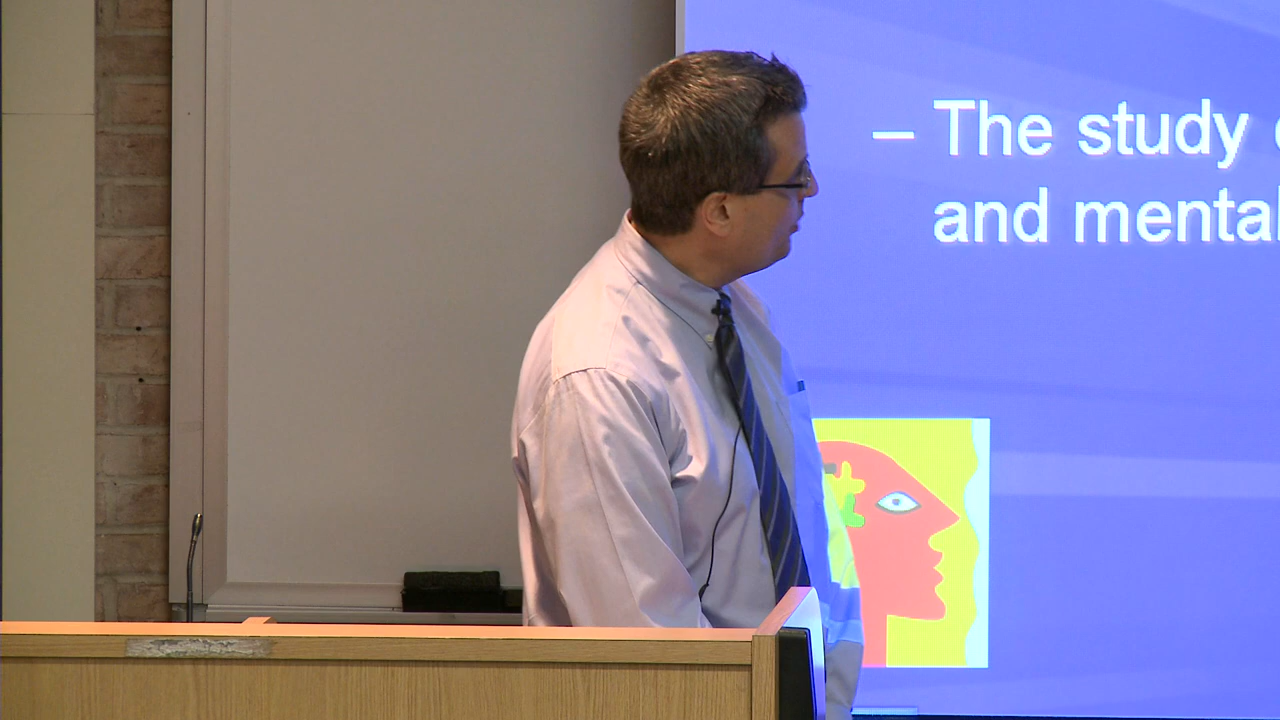 – The study
and mental